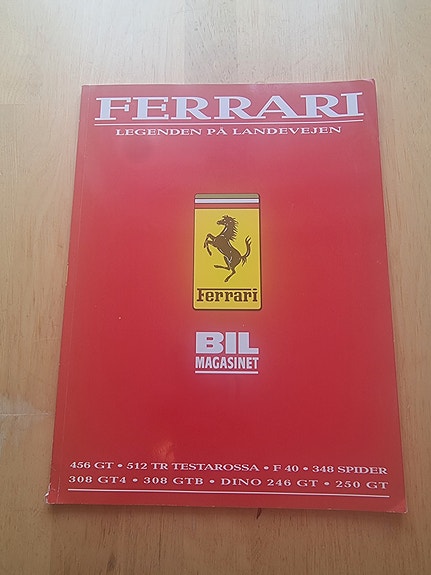 FERRARI
LEGENDEN PÅ LANDEVEJEN
Ferrari
BIL
MAGASINET
456 GT • 512 TR TESTAROSSA • F 40 • 348 SPIDER
308 GT4 • 308 GTB • DINO 246 GT • 250 GT